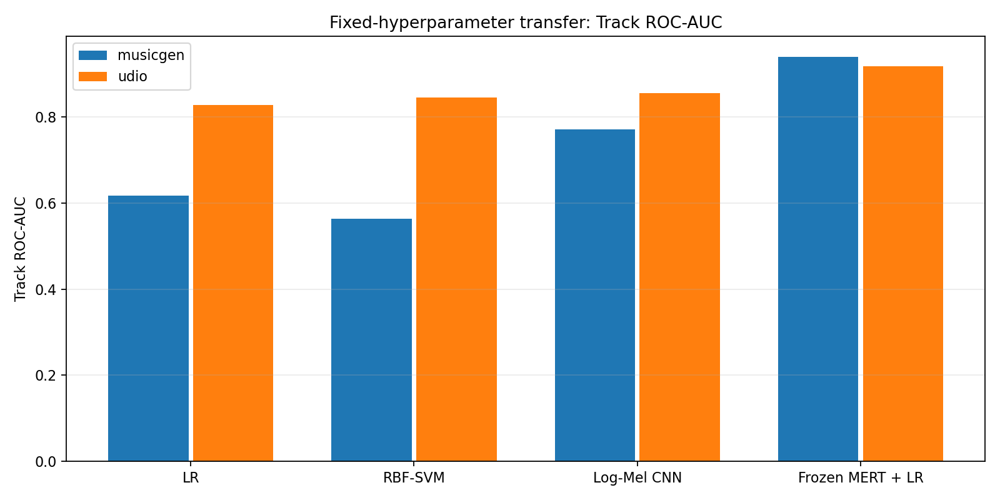 Fixed-hyperparameter transfer: Track ROC-AUC
musicgen
udio
Track ROC-AUC
0.8
0.6
0.4
0.2
0.0
LR
RBF-SVM
Log-Mel CNN
Frozen MERT + LR